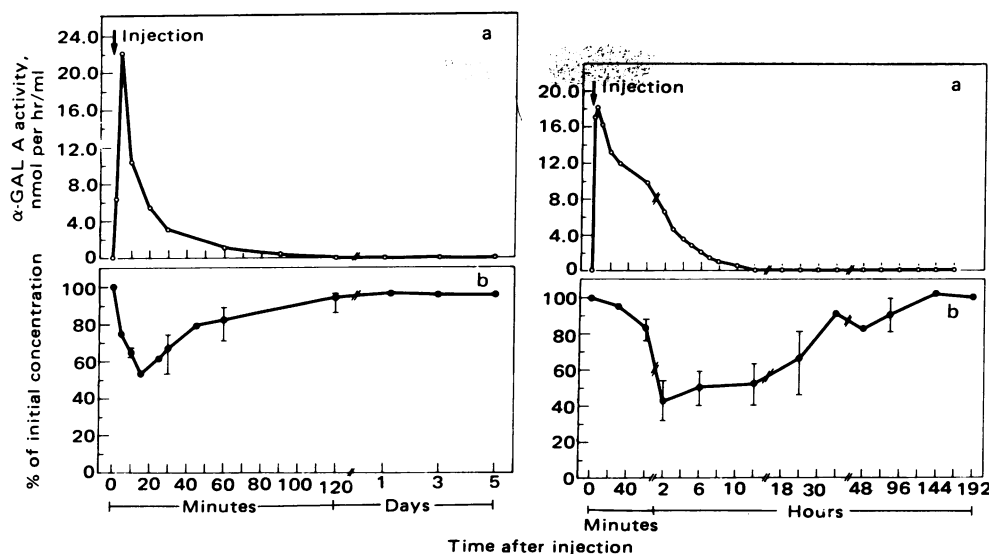 α-GAL A activity,
nmol per hr/ml
24.0
20.0
16.0
12.0
8.0
4.0
0
Injection
a
% of initial concentration
100
80
60
40
20
0
b
0 20 40 60 80 100 120 1 3 5
Minutes Days
20.0
16.0
12.0
8.0
4.0
0
Injection
a
100
80
60
40
20
0
b
0 40 2 6 10 18 30 48 96 144 192
Minutes Hours
Time after injection